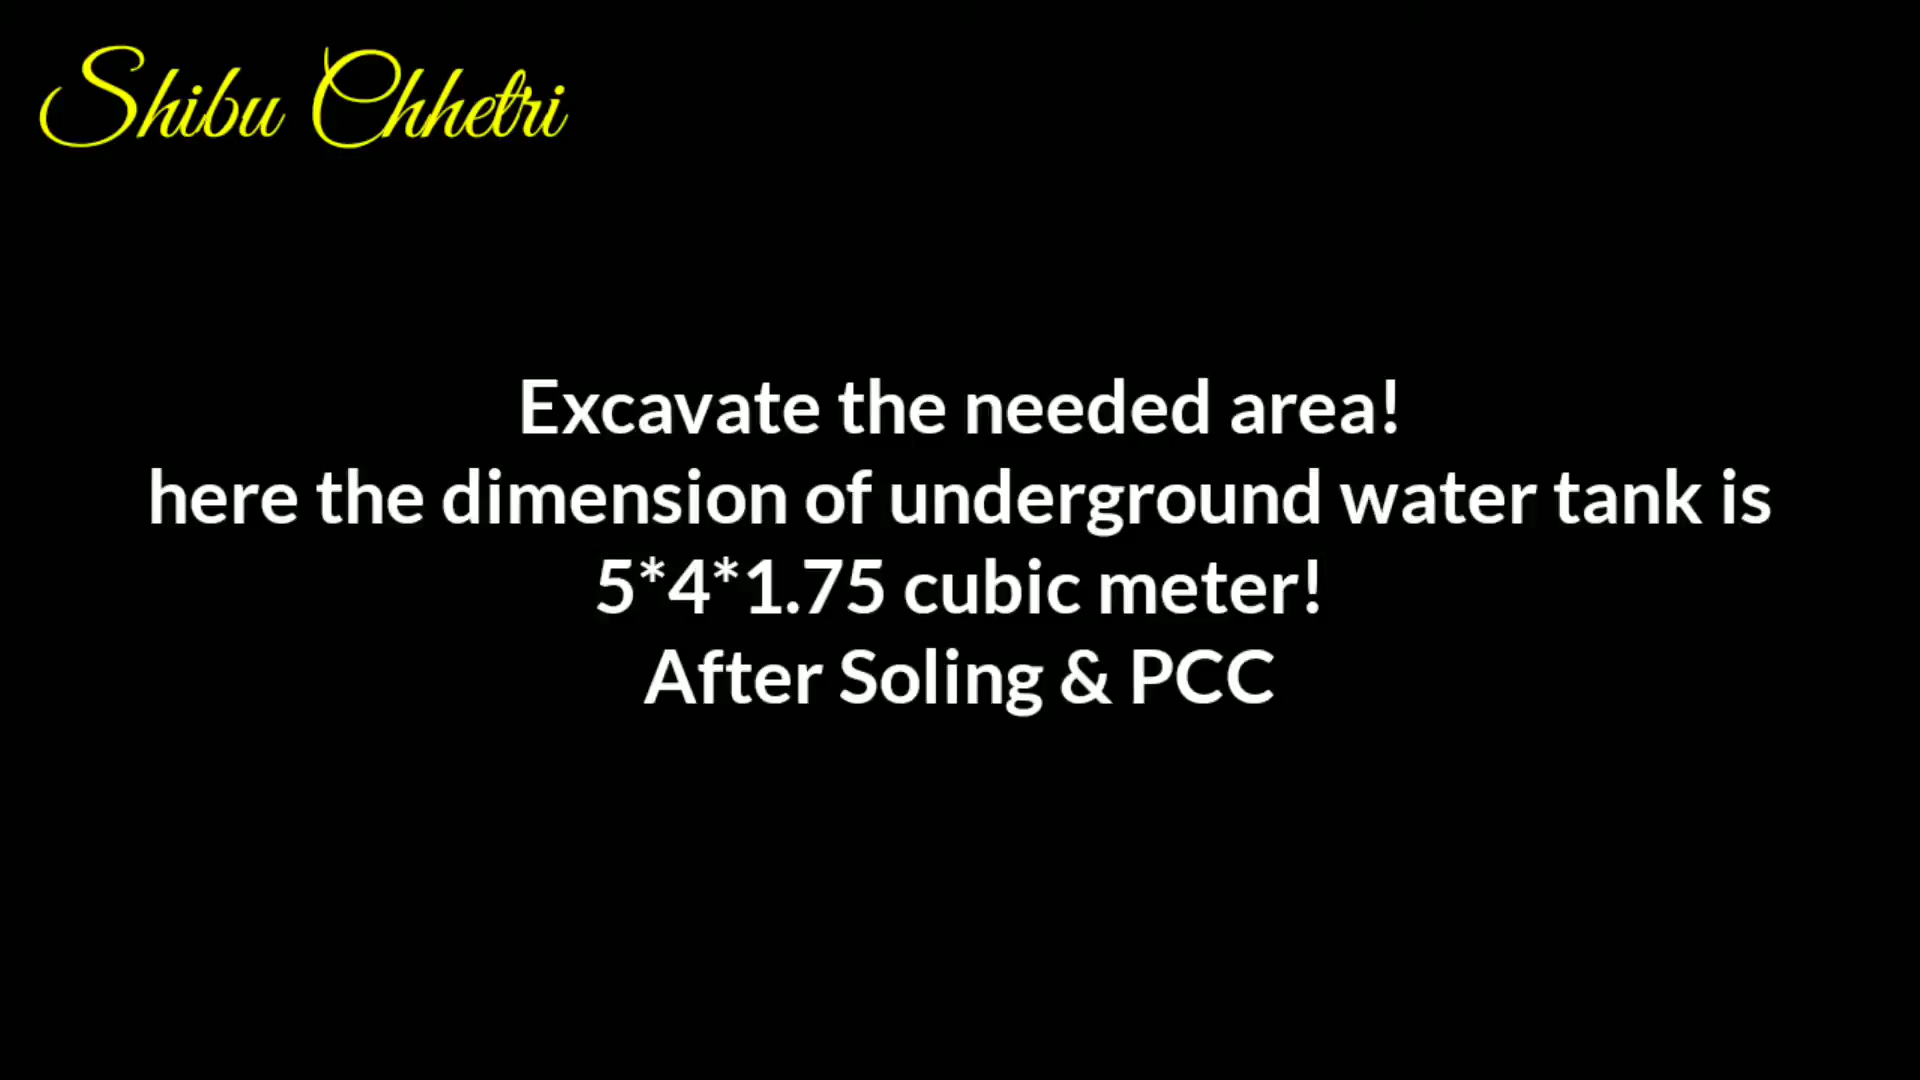 Shibu Chhetri
Excavate the needed area!
here the dimension of underground water tank is
5*4*1.75 cubic meter!
After Soling & PCC